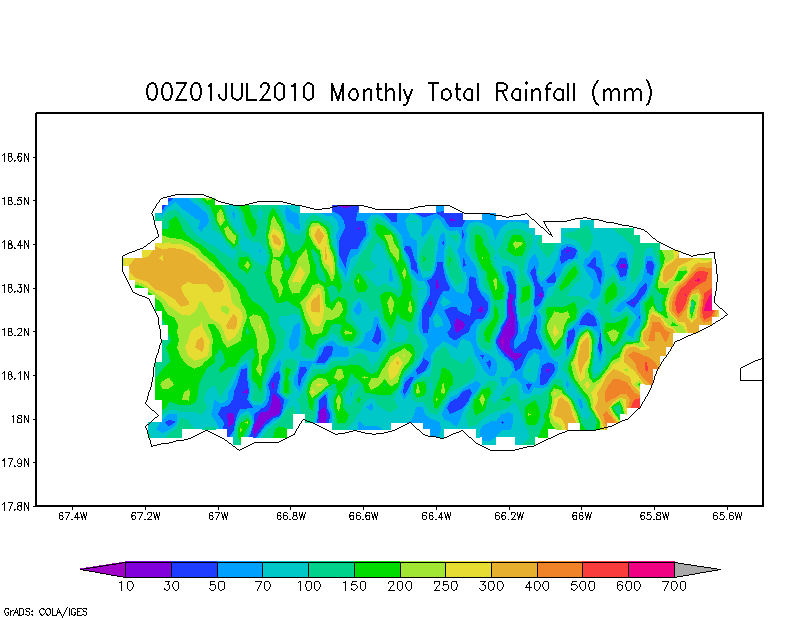 00Z01JUL2010 Monthly Total Rainfall (mm)
18.6N
18.5N
18.4N
18.3N
18.2N
18.1N
18N
17.9N
17.8N
67.4W 67.2W 67W 66.8W 66.6W 66.4W 66.2W 66W 65.8W 65.6W
10 30 50 70 100 150 200 250 300 400 500 600 700
GrADS: COLA/IGES